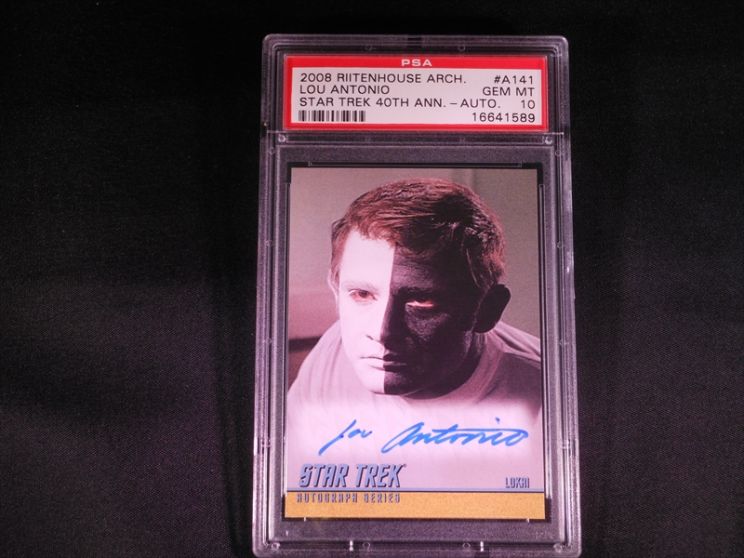 PSA
2008 RIITENHOUSE ARCH. #A141
LOU ANTONIO GEM MT
STAR TREK 40TH ANN. - AUTO. 10
16641589
Lou Antonio
STAR TREK
LOKAI
AUTOGRAPH SERIES